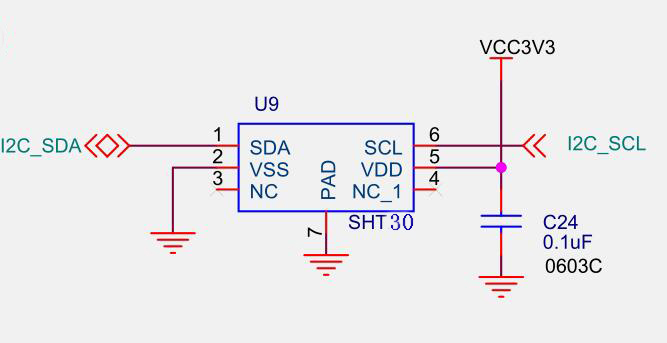 VCC3V3
U9
I2C_SDA
1
SDA
SCL
6
I2C_SCL
2
VSS
VDD
5
3
NC
PAD
NC_1
4
7
SHT30
C24
0.1uF
0603C